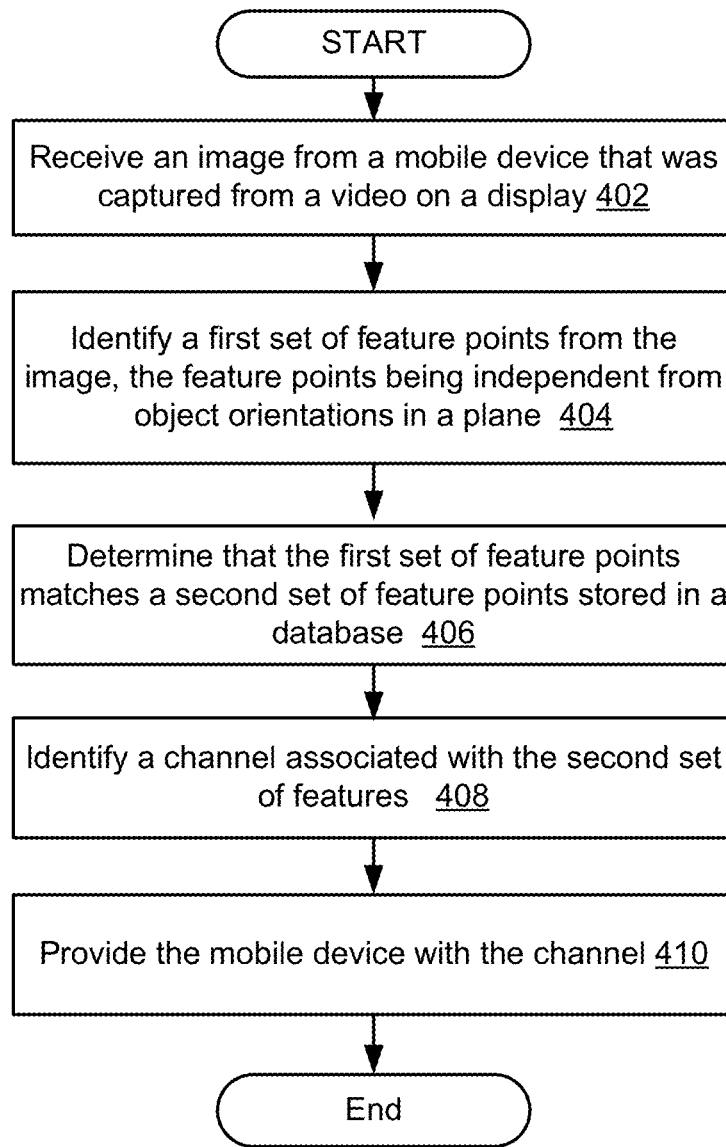 START
Receive an image from a mobile device that was
captured from a video on a display 402
Identify a first set of feature points from the
image, the feature points being independent from
object orientations in a plane 404
Determine that the first set of feature points
matches a second set of feature points stored in a
database 406
Identify a channel associated with the second set
of features 408
Provide the mobile device with the channel 410
End